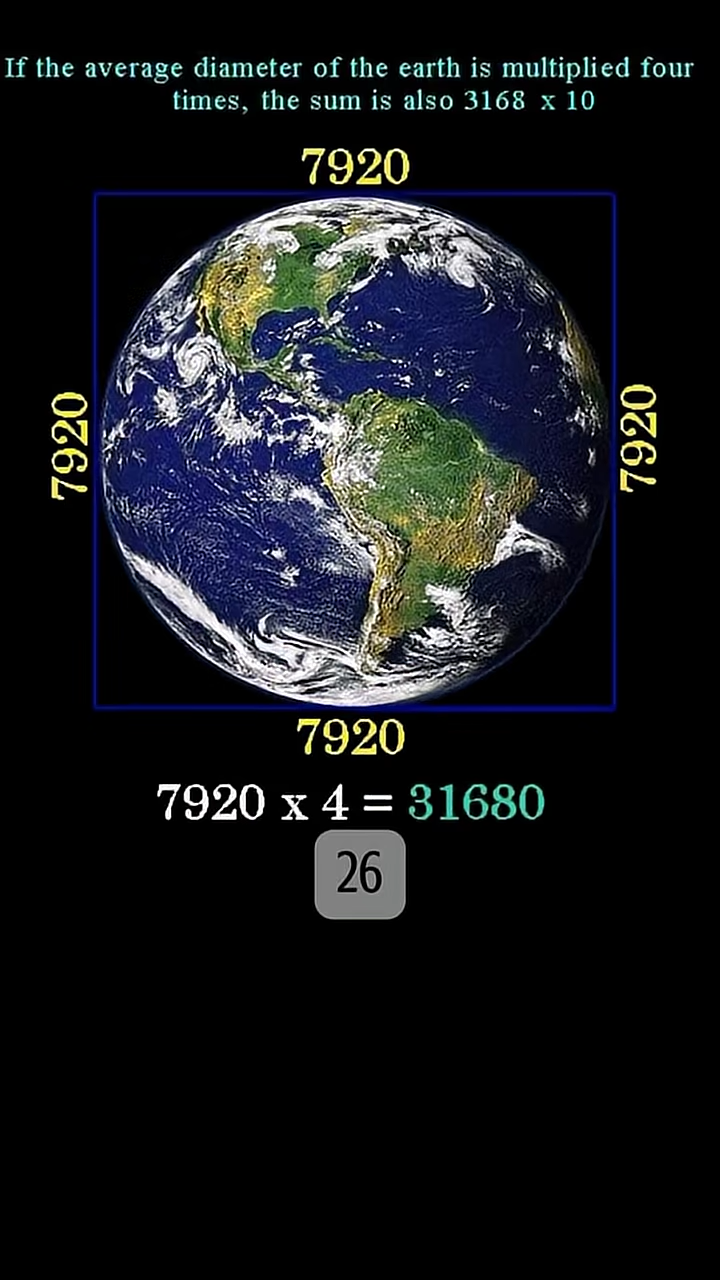 If the average diameter of the earth is multiplied four
times, the sum is also 3168 x 10
7920
7920
7920
7920
7920 x 4 = 31680
26